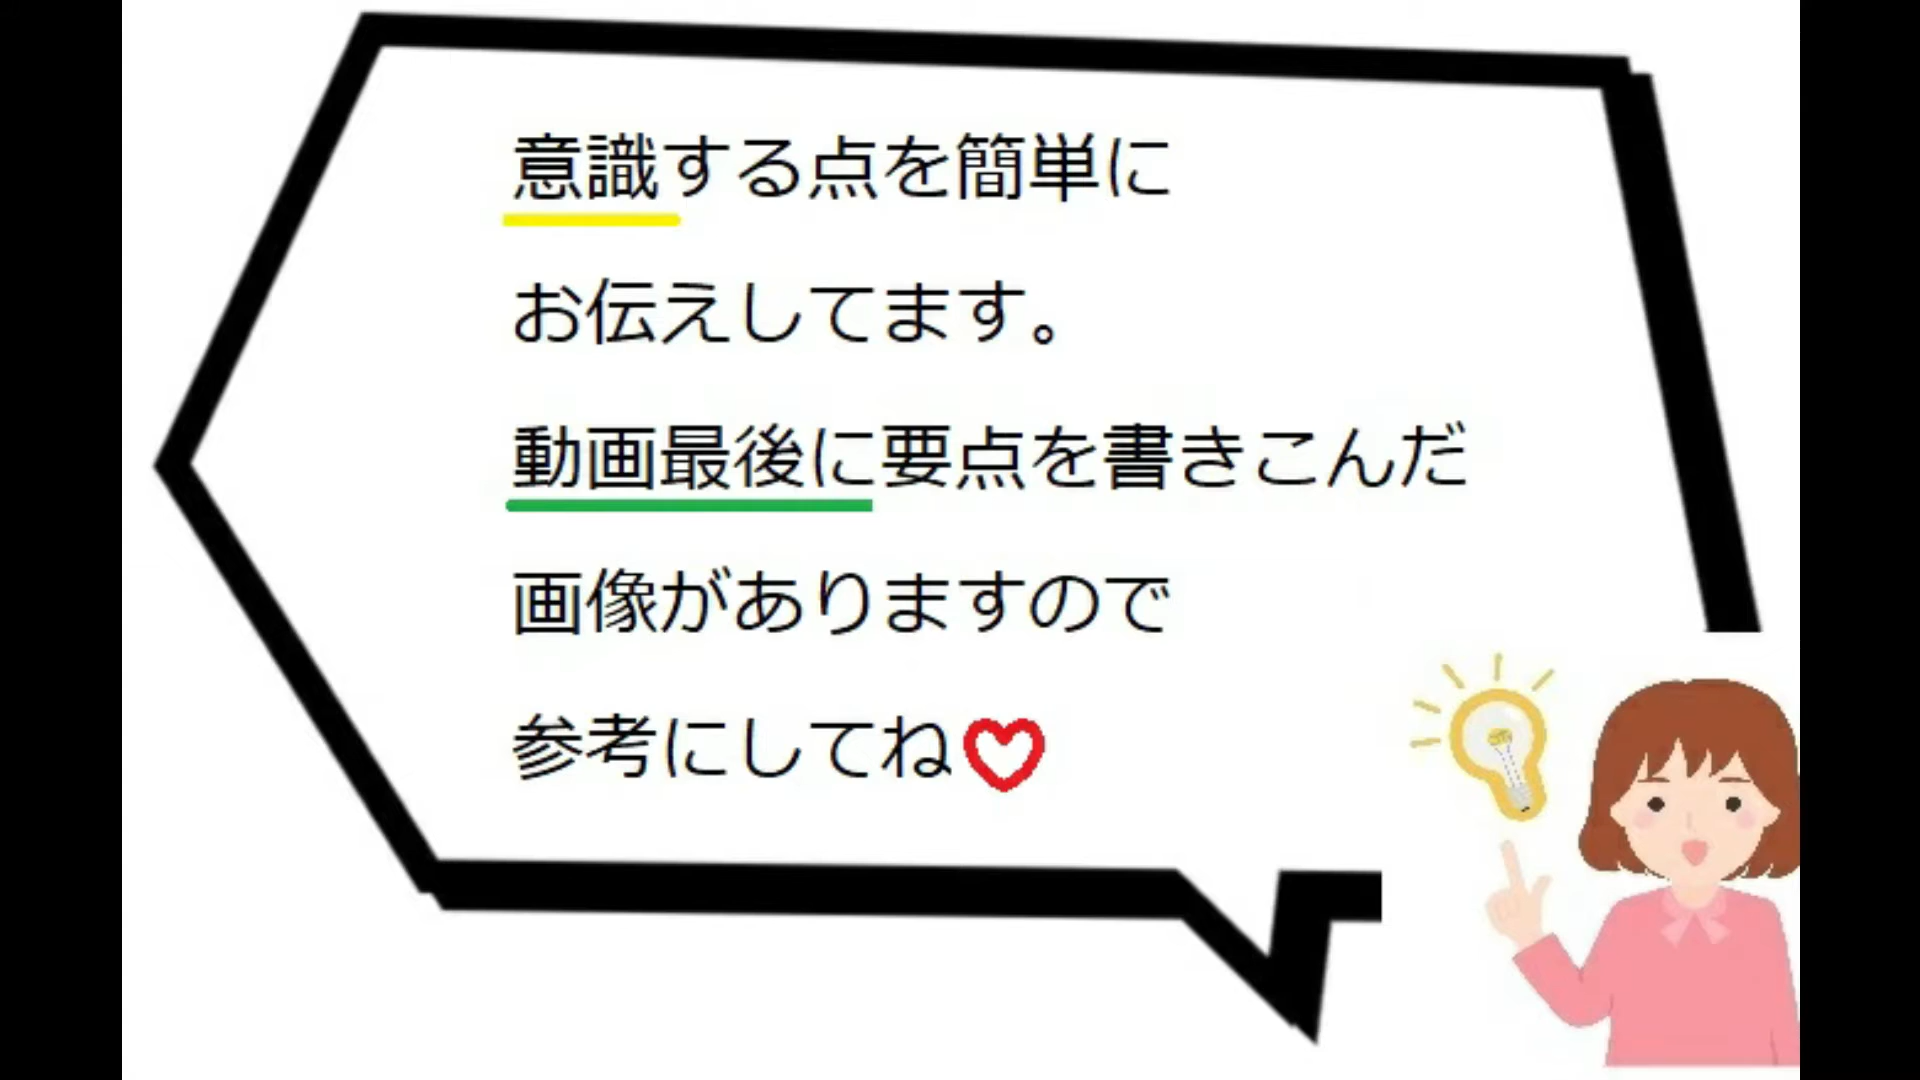 意識する点を簡単に
お伝えしてます。
動画最後に要点を書きこんだ
画像がありますので
参考にしてね♡